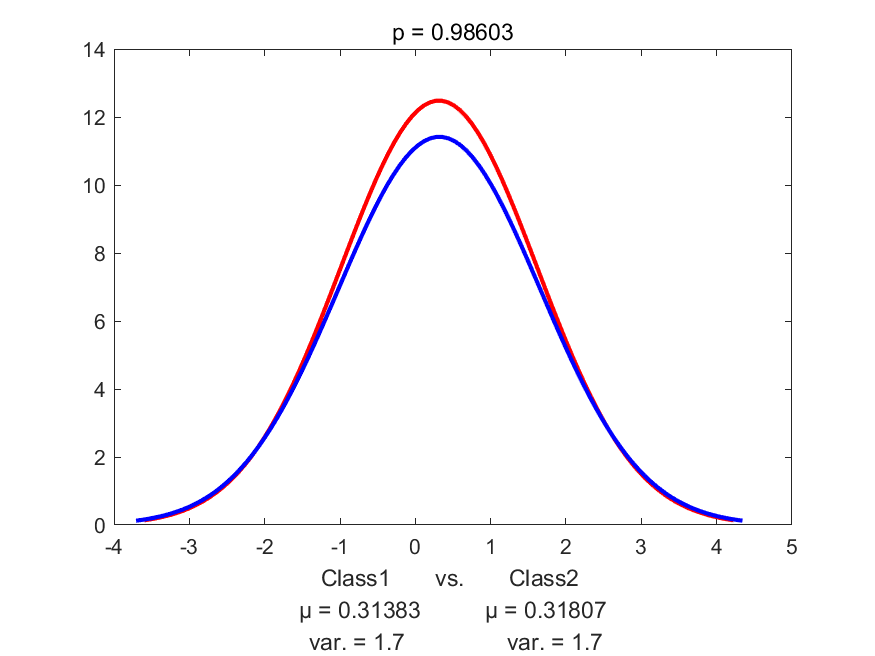 p = 0.98603
14
12
10
8
6
4
2
0
-4 -3 -2 -1 0 1 2 3 4 5
Class1 vs. Class2
μ = 0.31383 μ = 0.31807
var. = 1.7 var. = 1.7